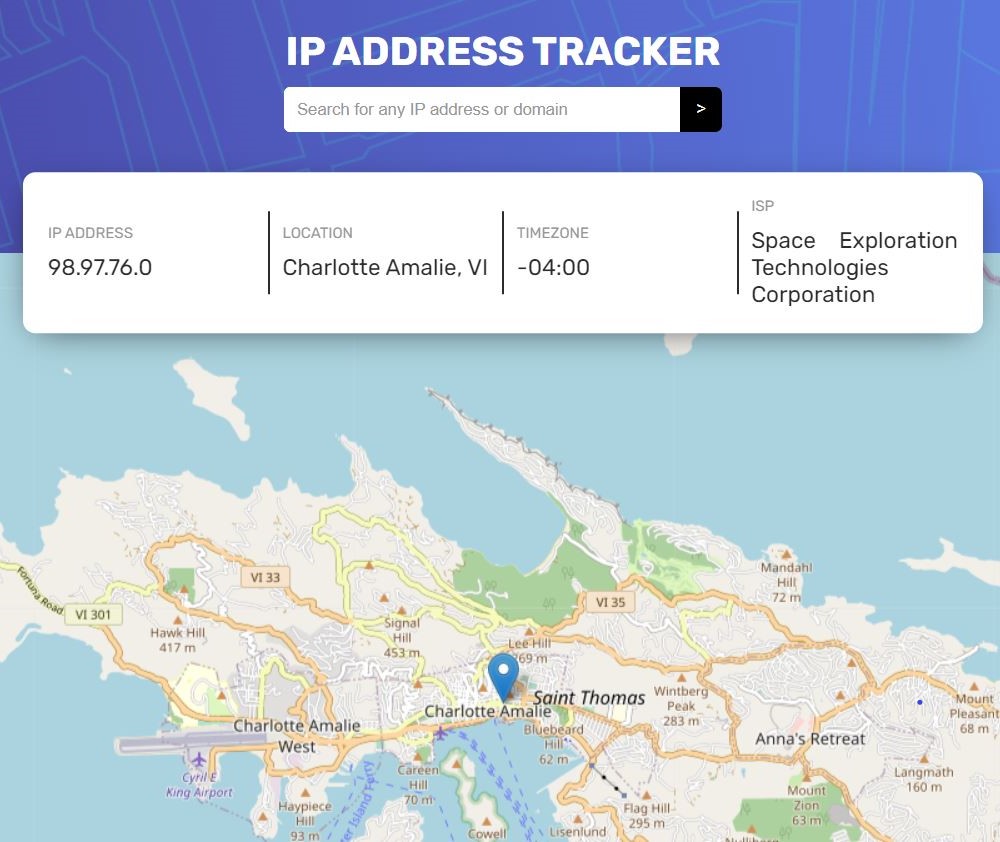 IP ADDRESS TRACKER
Search for any IP address or domain
>
IP ADDRESS
98.97.76.0
LOCATION
Charlotte Amalie, VI
TIMEZONE
-04:00
ISP
Space Exploration
Technologies
Corporation
Mandahl
Hill
72 m
VI 33
Fortuna Road
VI 301
VI 35
Hawk Hill
417 m
Signal
Hill
453 m
Lee Hill
69 m
Saint Thomas
Wintberg
Peak
283 m
Mount
Pleasant
68 m
Charlotte Amalie
Charlotte Amalie
West
Bluebeard
Hill
62 m
Anna's Retreat
Cyril E
King Airport
Careen
Hill
70 m
Langmath
160 m
Haypiece
Hill
93 m
er Island Ferry
Flag Hill
295 m
Mount
Zion
63 m
Cowell
Lisenlund